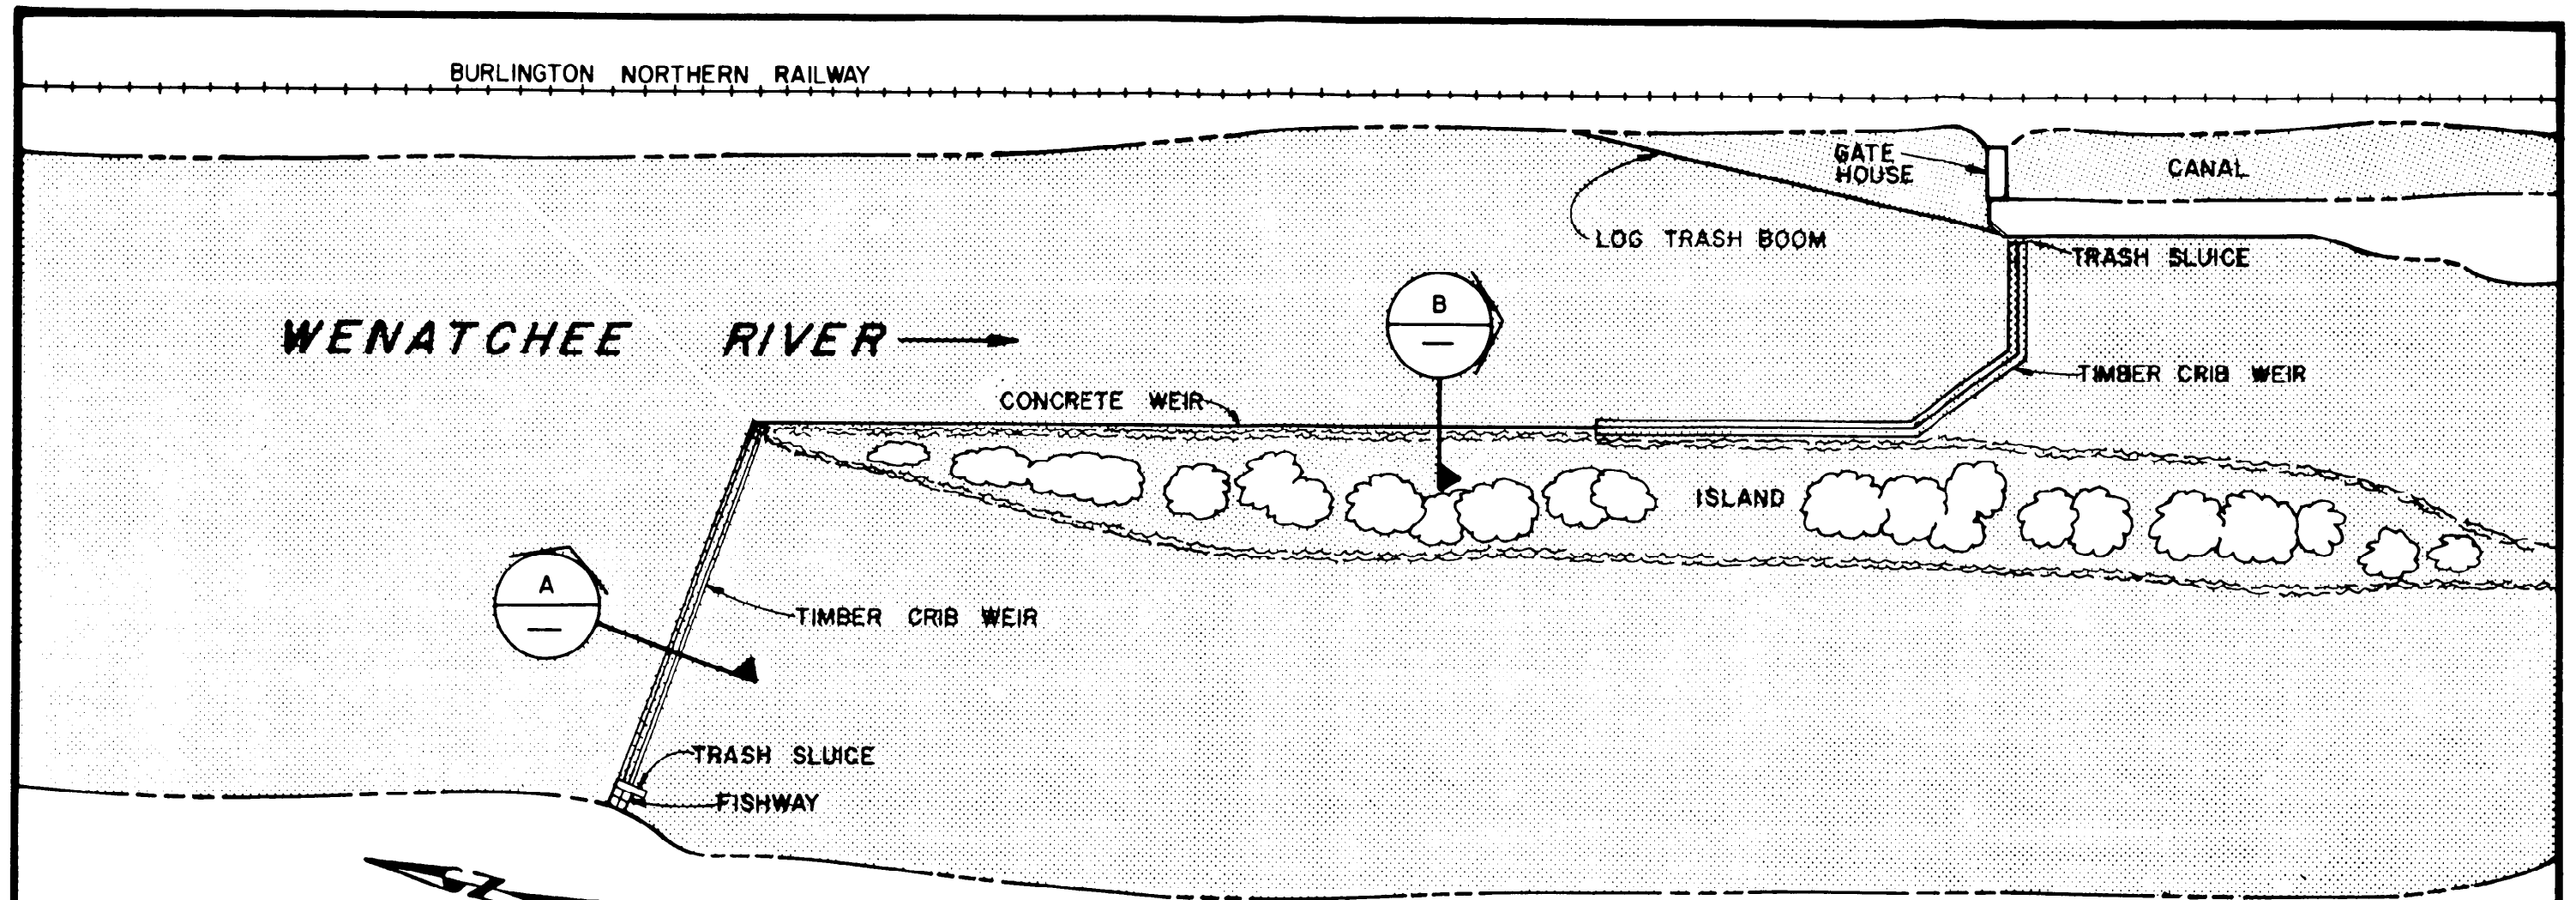 BURLINGTON NORTHERN RAILWAY
GATE
HOUSE
CANAL
LOG TRASH BOOM
TRASH SLUICE
B
WENATCHEE RIVER
TIMBER CRIB WEIR
CONCRETE WEIR
ISLAND
A
TIMBER CRIB WEIR
TRASH SLUICE
FISHWAY
N